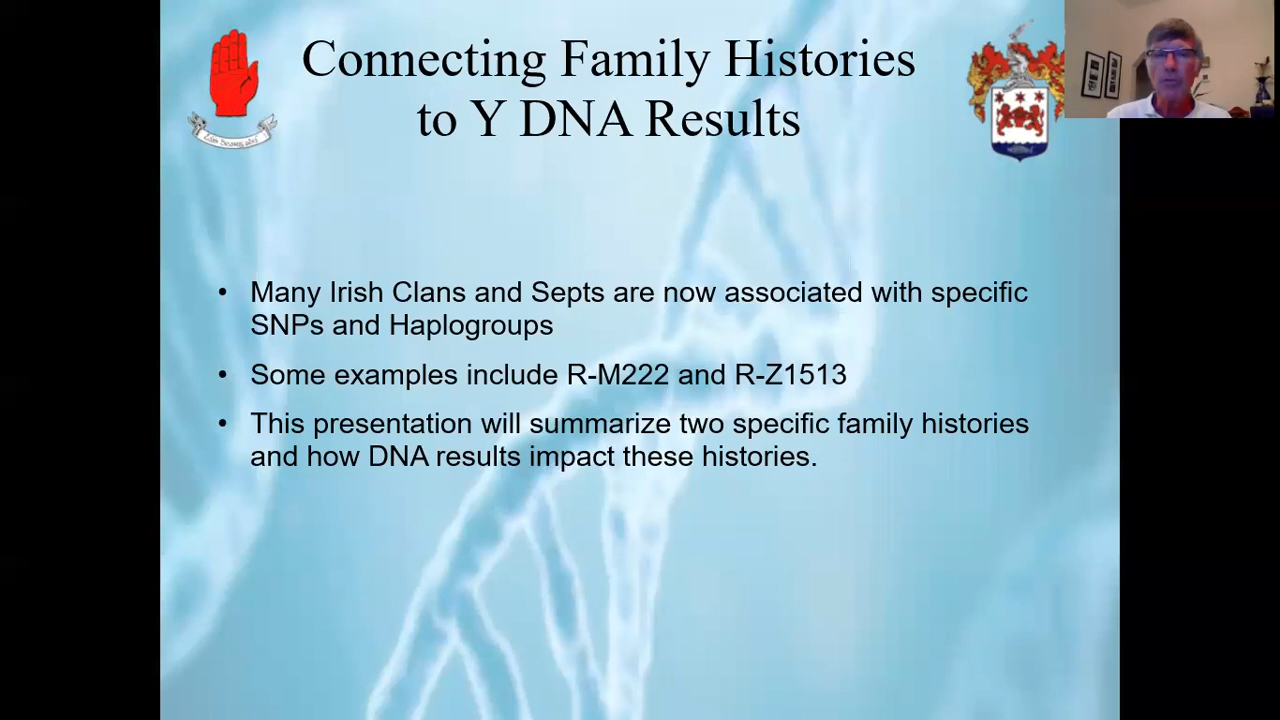 Connecting Family Histories
to Y DNA Results
• Many Irish Clans and Septs are now associated with specific
SNPs and Haplogroups
• Some examples include R-M222 and R-Z1513
• This presentation will summarize two specific family histories
and how DNA results impact these histories.